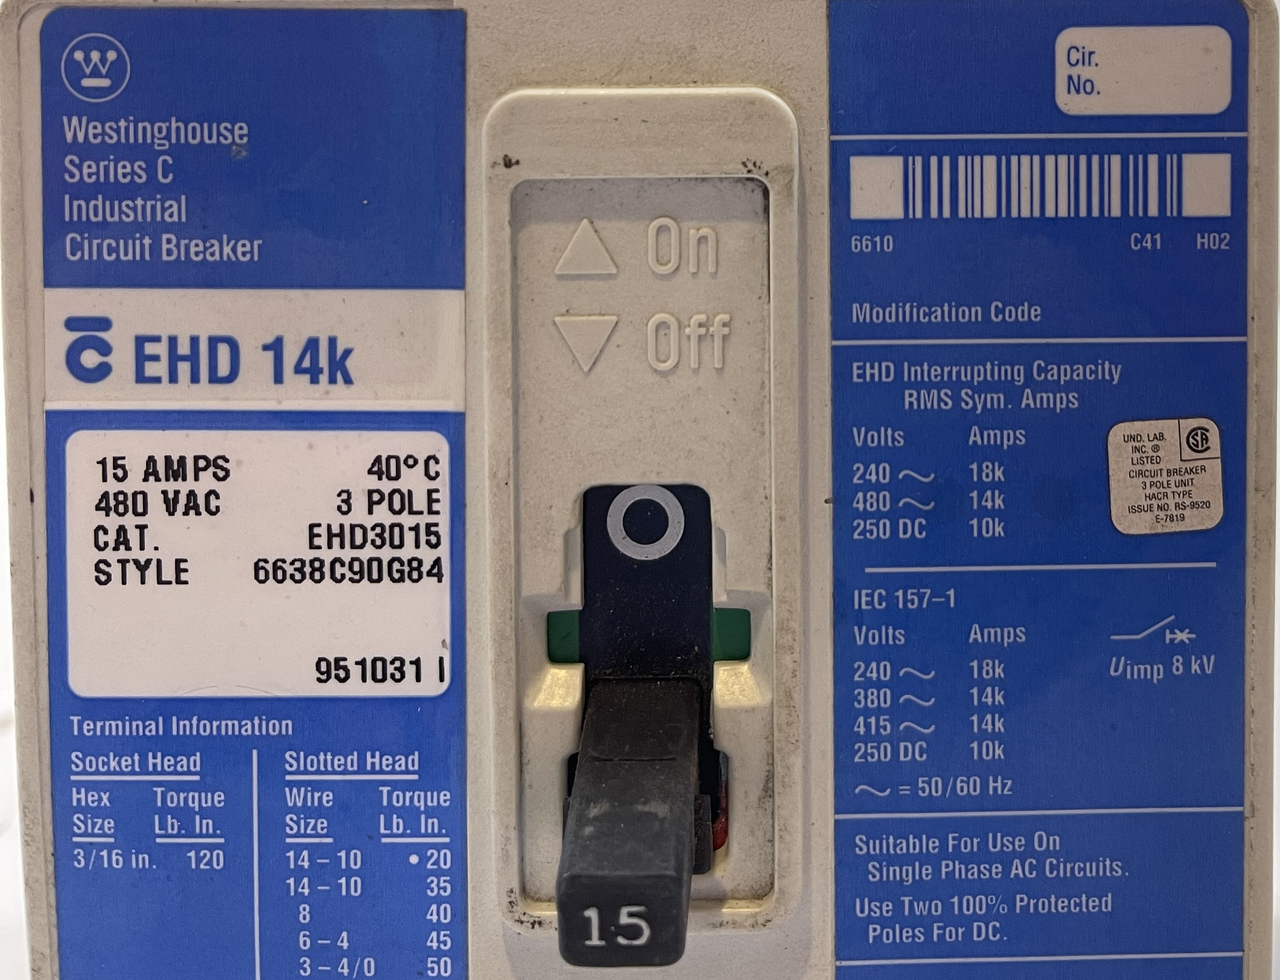 W
Westinghouse
Series C
Industrial
Circuit Breaker
C EHD 14k
15 AMPS 40°C
480 VAC 3 POLE
CAT. EHD3015
STYLE 6638C90G84
951031 I
Terminal Information
Socket Head
Hex Torque
Size Lb. In.
3/16 in. 120
Slotted Head
Wire Torque
Size Lb. In.
14 – 10 • 20
14 – 10 35
8 40
6 – 4 45
3 – 4/0 50
△ On
▽ Off
O
15
Cir.
No.
6610 C41 H02
Modification Code
EHD Interrupting Capacity
RMS Sym. Amps
Volts Amps
240 ~ 18k
480 ~ 14k
250 DC 10k
UND. LAB.
INC.®
LISTED
SA
CIRCUIT BREAKER
3 POLE UNIT
HACR TYPE
ISSUE NO. RS-9520
E-7819
IEC 157–1
Volts Amps
240 ~ 18k
380 ~ 14k
415 ~ 14k
250 DC 10k
~ = 50/60 Hz
Uimp 8 kV
Suitable For Use On
Single Phase AC Circuits.
Use Two 100% Protected
Poles For DC.